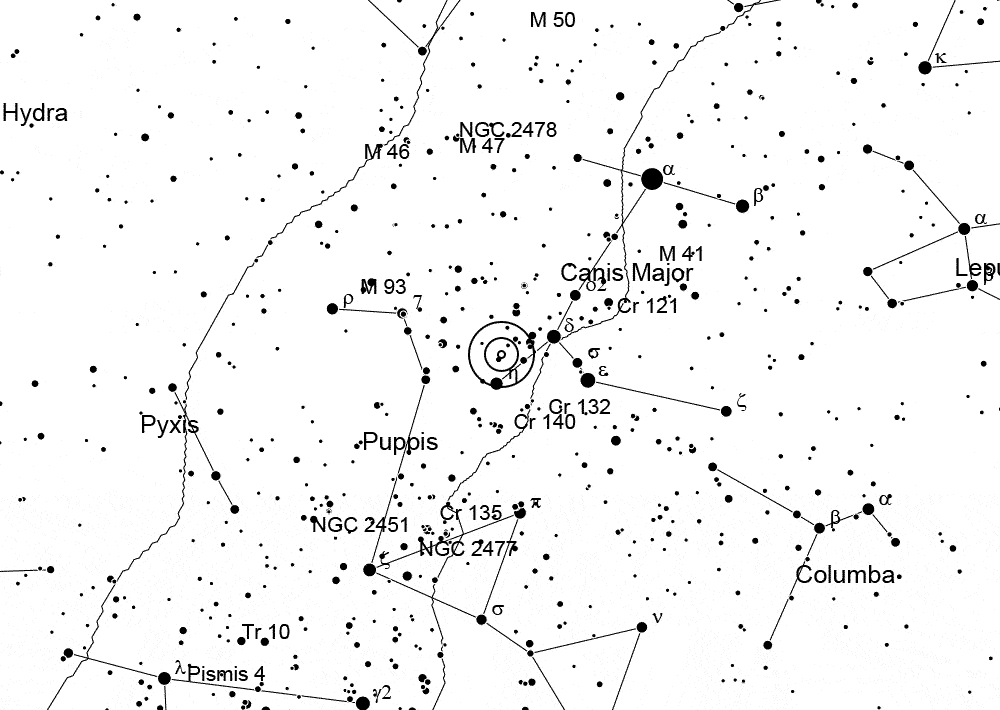 M 50
κ
Hydra
NGC 2478
M 46
M 47
α
β
α
M 41
Canis Major
Lepu
β
δ2
M 93
ρ
Cr 121
δ
σ
η
ε
ζ
Cr 132
Cr 140
Pyxis
Puppis
α
π
Cr 135
β
NGC 2451
NGC 2477
ζ
Columba
σ
ν
Tr 10
λ
Pismis 4
γ2